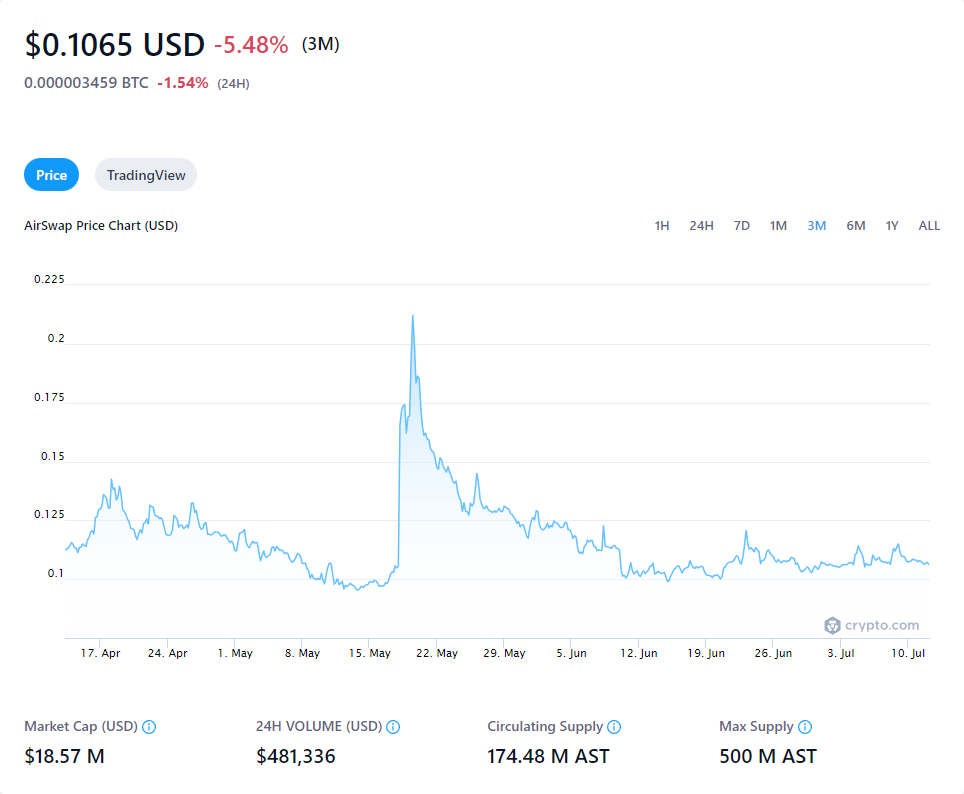 $0.1065 USD -5.48% (3M)
0.000003459 BTC -1.54% (24H)
Price TradingView
AirSwap Price Chart (USD) 1H 24H 7D 1M 3M 6M 1Y ALL
0.225
0.2
0.175
0.15
0.125
0.1
crypto.com
17. Apr 24. Apr 1. May 8. May 15. May 22. May 29. May 5. Jun 12. Jun 19. Jun 26. Jun 3. Jul 10. Jul
Market Cap (USD) 24H VOLUME (USD) Circulating Supply Max Supply
$18.57 M $481,336 174.48 M AST 500 M AST